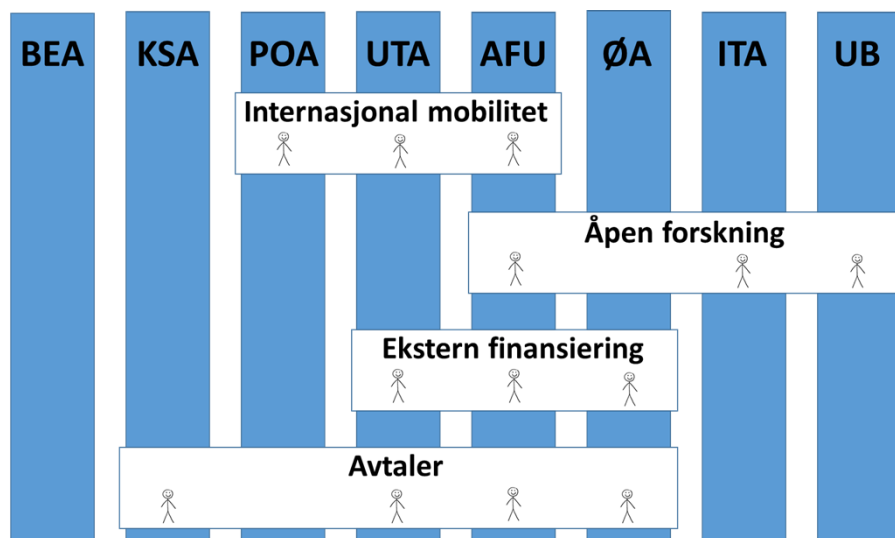 BEA KSA POA UTA AFU ØA ITA UB
Internasjonal mobilitet
Åpen forskning
Ekstern finansiering
Avtaler